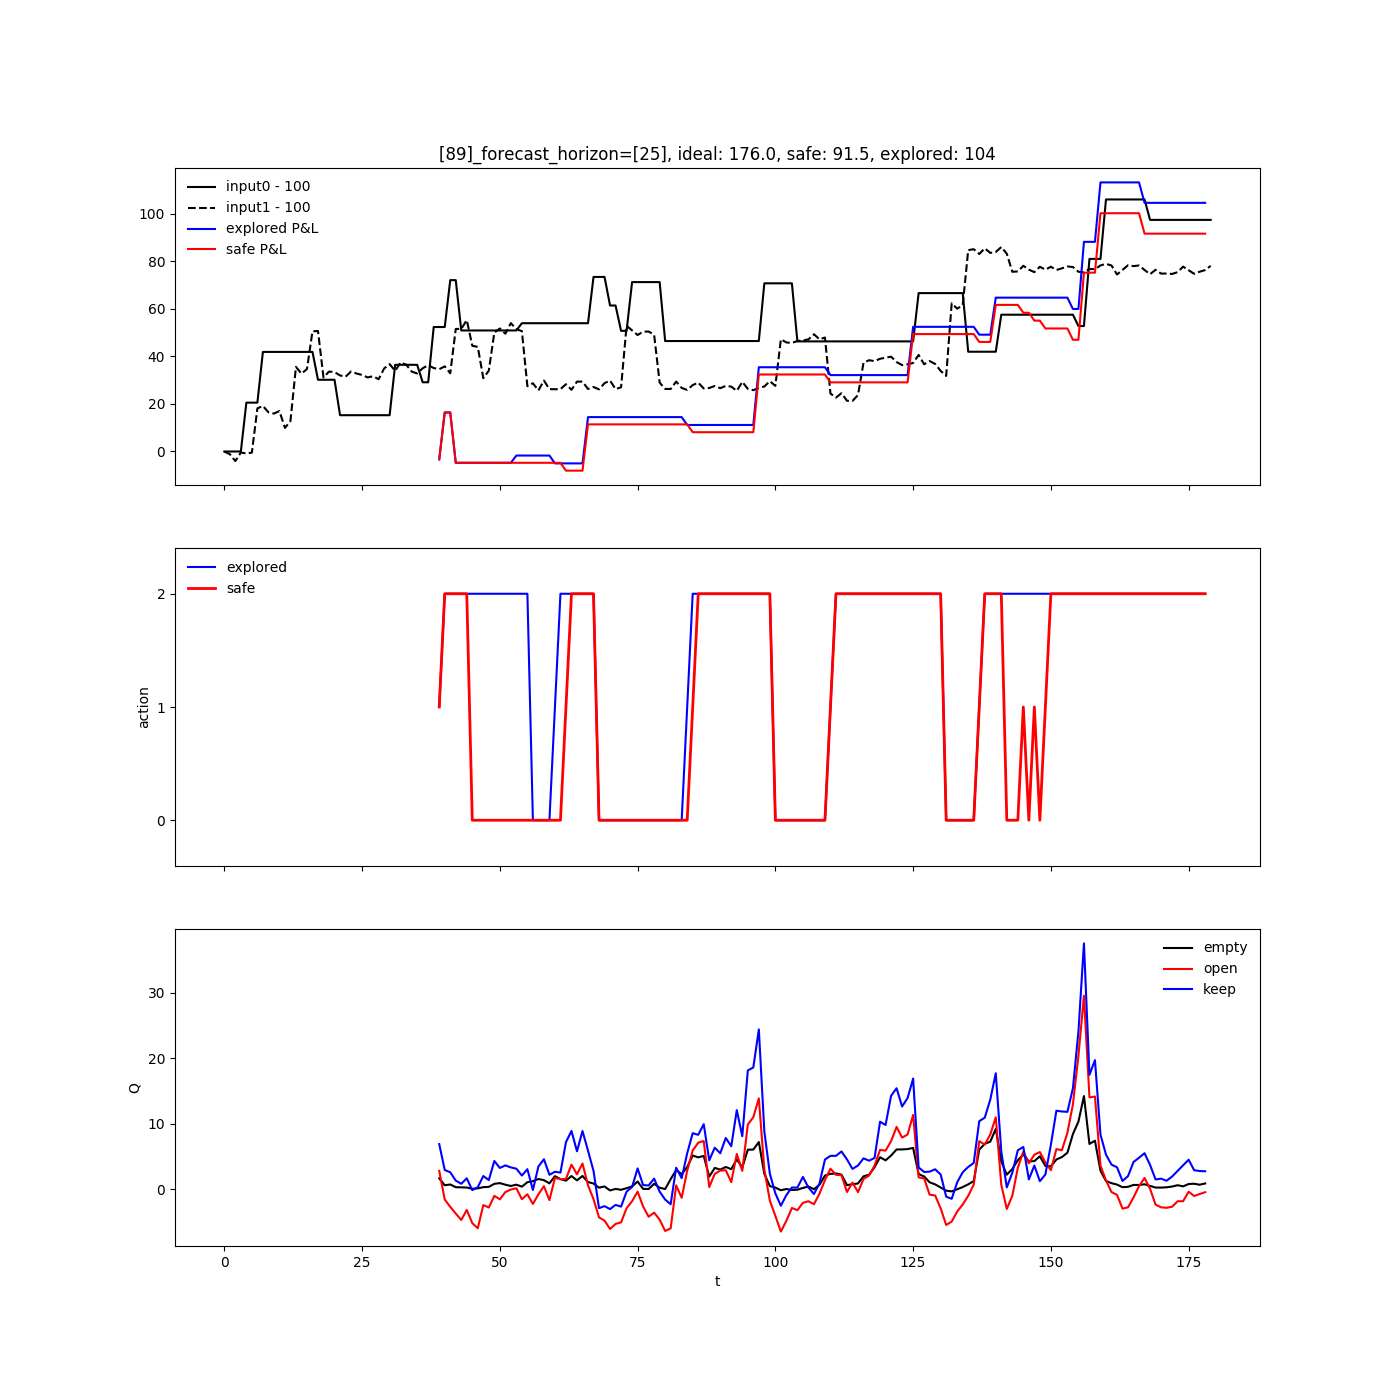 [89]_forecast_horizon=[25], ideal: 176.0, safe: 91.5, explored: 104
input0 - 100
input1 - 100
explored P&L
safe P&L
100
80
60
40
20
0
explored
safe
action
2
1
0
empty
open
keep
Q
30
20
10
0
0 25 50 75 100 125 150 175
t